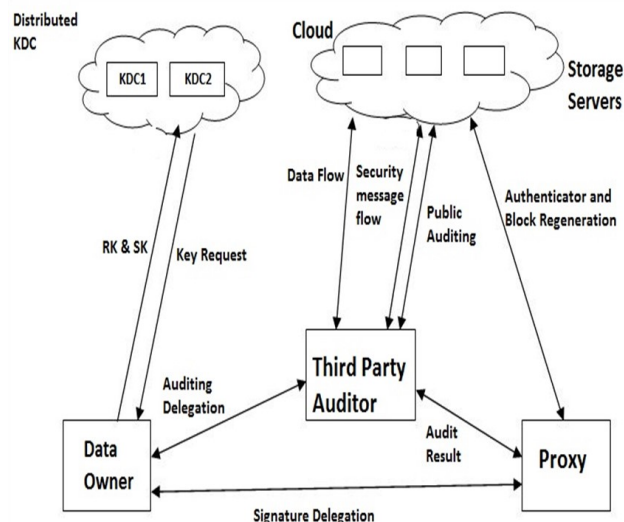 Distributed
KDC
KDC1
KDC2
Cloud
Storage
Servers
Data Flow
Security
message
flow
Public
Auditing
Authenticator and
Block Regeneration
RK & SK
Key Request
Third Party
Auditor
Auditing
Delegation
Audit
Result
Data
Owner
Proxy
Signature Delegation